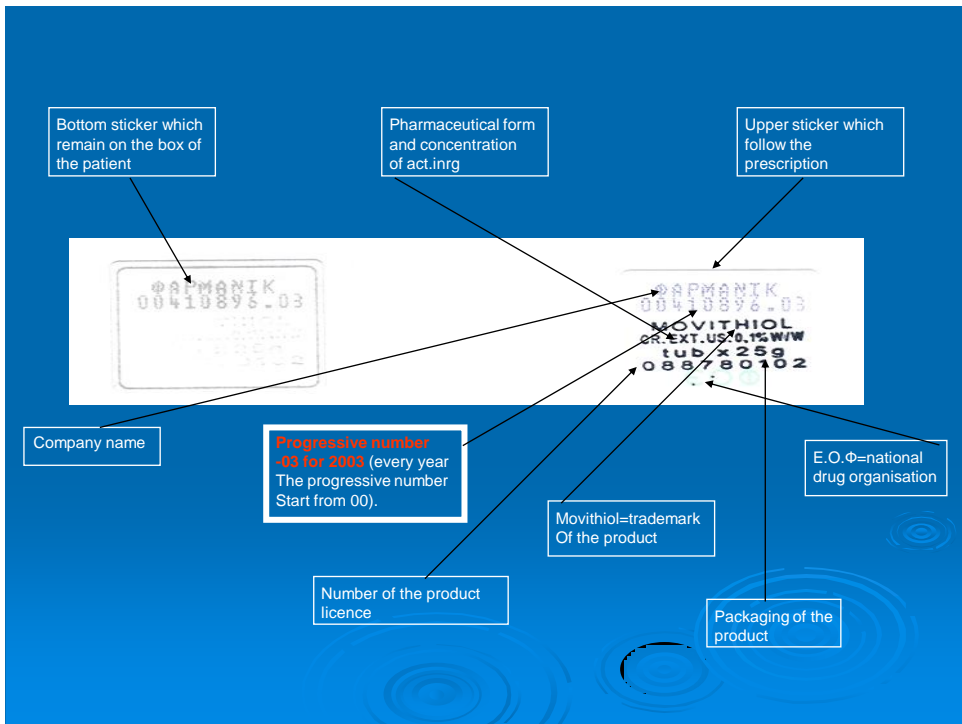 Bottom sticker which
remain on the box of
the patient
Pharmaceutical form
and concentration
of act.inrg
Upper sticker which
follow the
prescription
ΦΑΡΜΑΝΙΚ
00410896.03
ΦΑΡΜΑΝΙΚ
00410896.03
MOVITHIOL
CR.EXT.US.0,1%W/W
tub x 25g
088780102
Company name
Progressive number
-03 for 2003 (every year
The progressive number
Start from 00).
E.O.Φ=national
drug organisation
Movithiol=trademark
Of the product
Number of the product
licence
Packaging of the
product